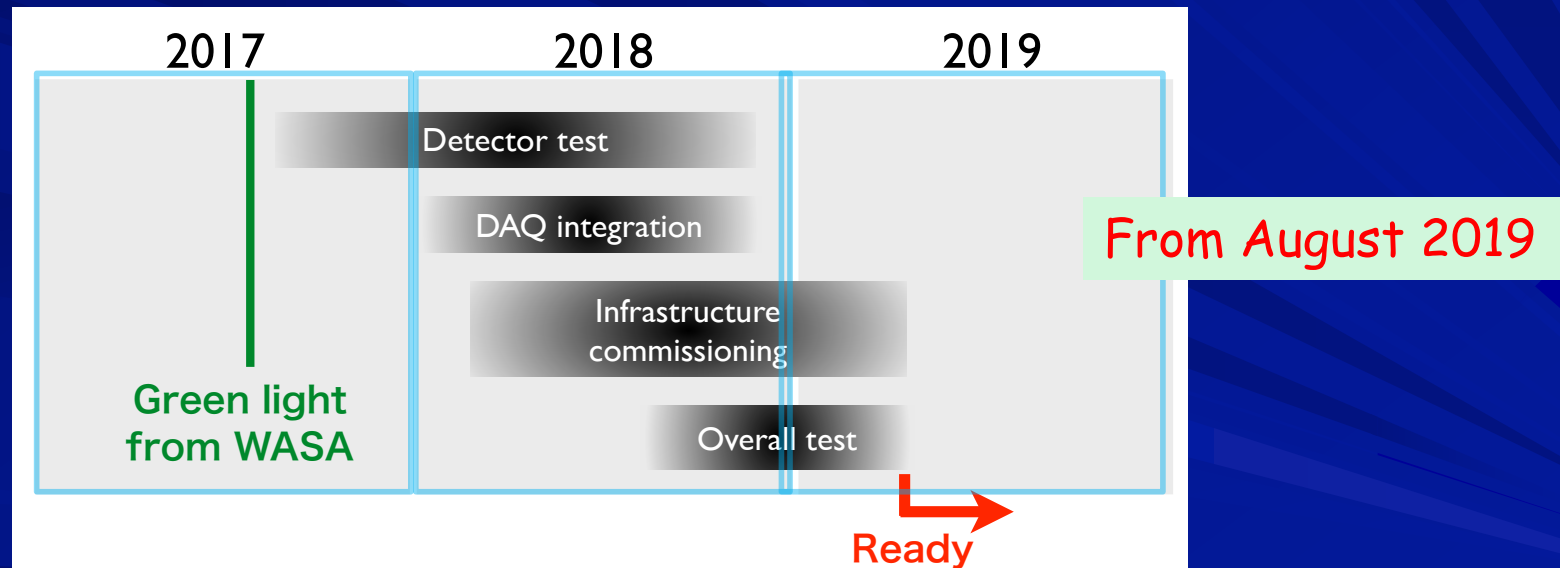 2017
2018
2019
Detector test
DAQ integration
From August 2019
Infrastructure
commissioning
Green light
from WASA
Overall test
Ready